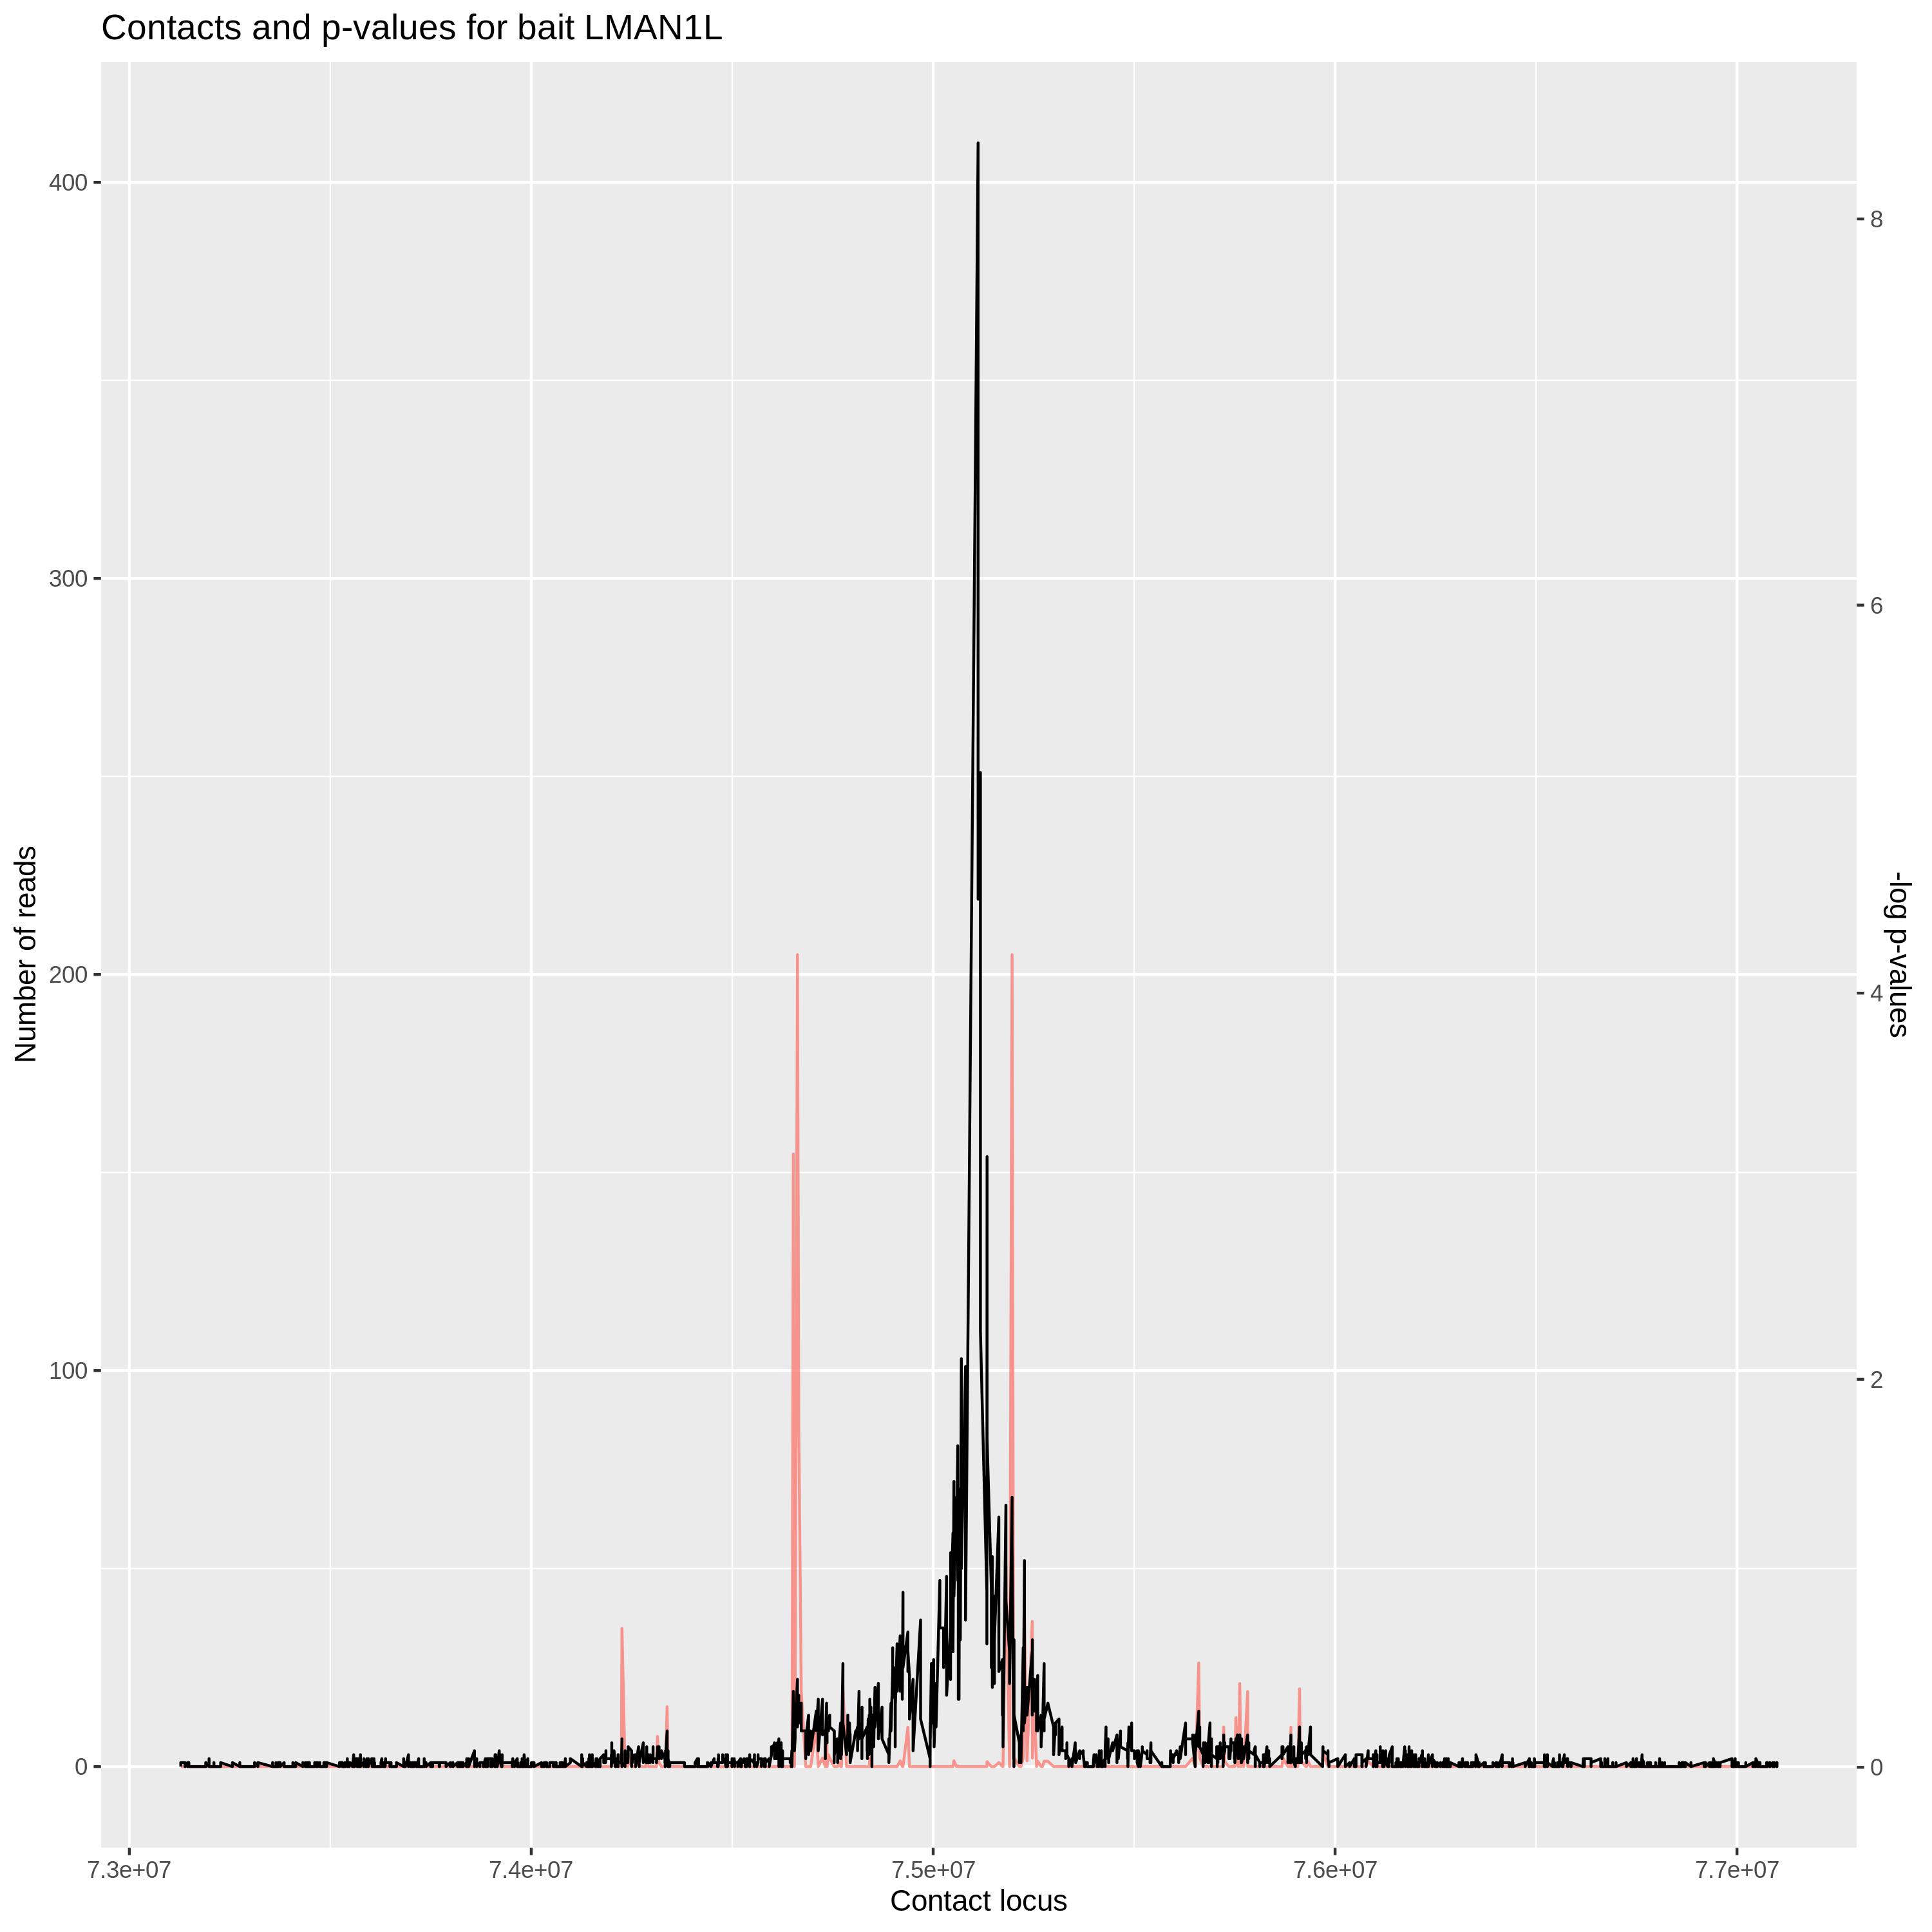 Contacts and p-values for bait LMAN1L
Number of reads
400
300
200
100
0
8
6
4
2
0
-log p-values
7.3e+07 7.4e+07 7.5e+07 7.6e+07 7.7e+07
Contact locus